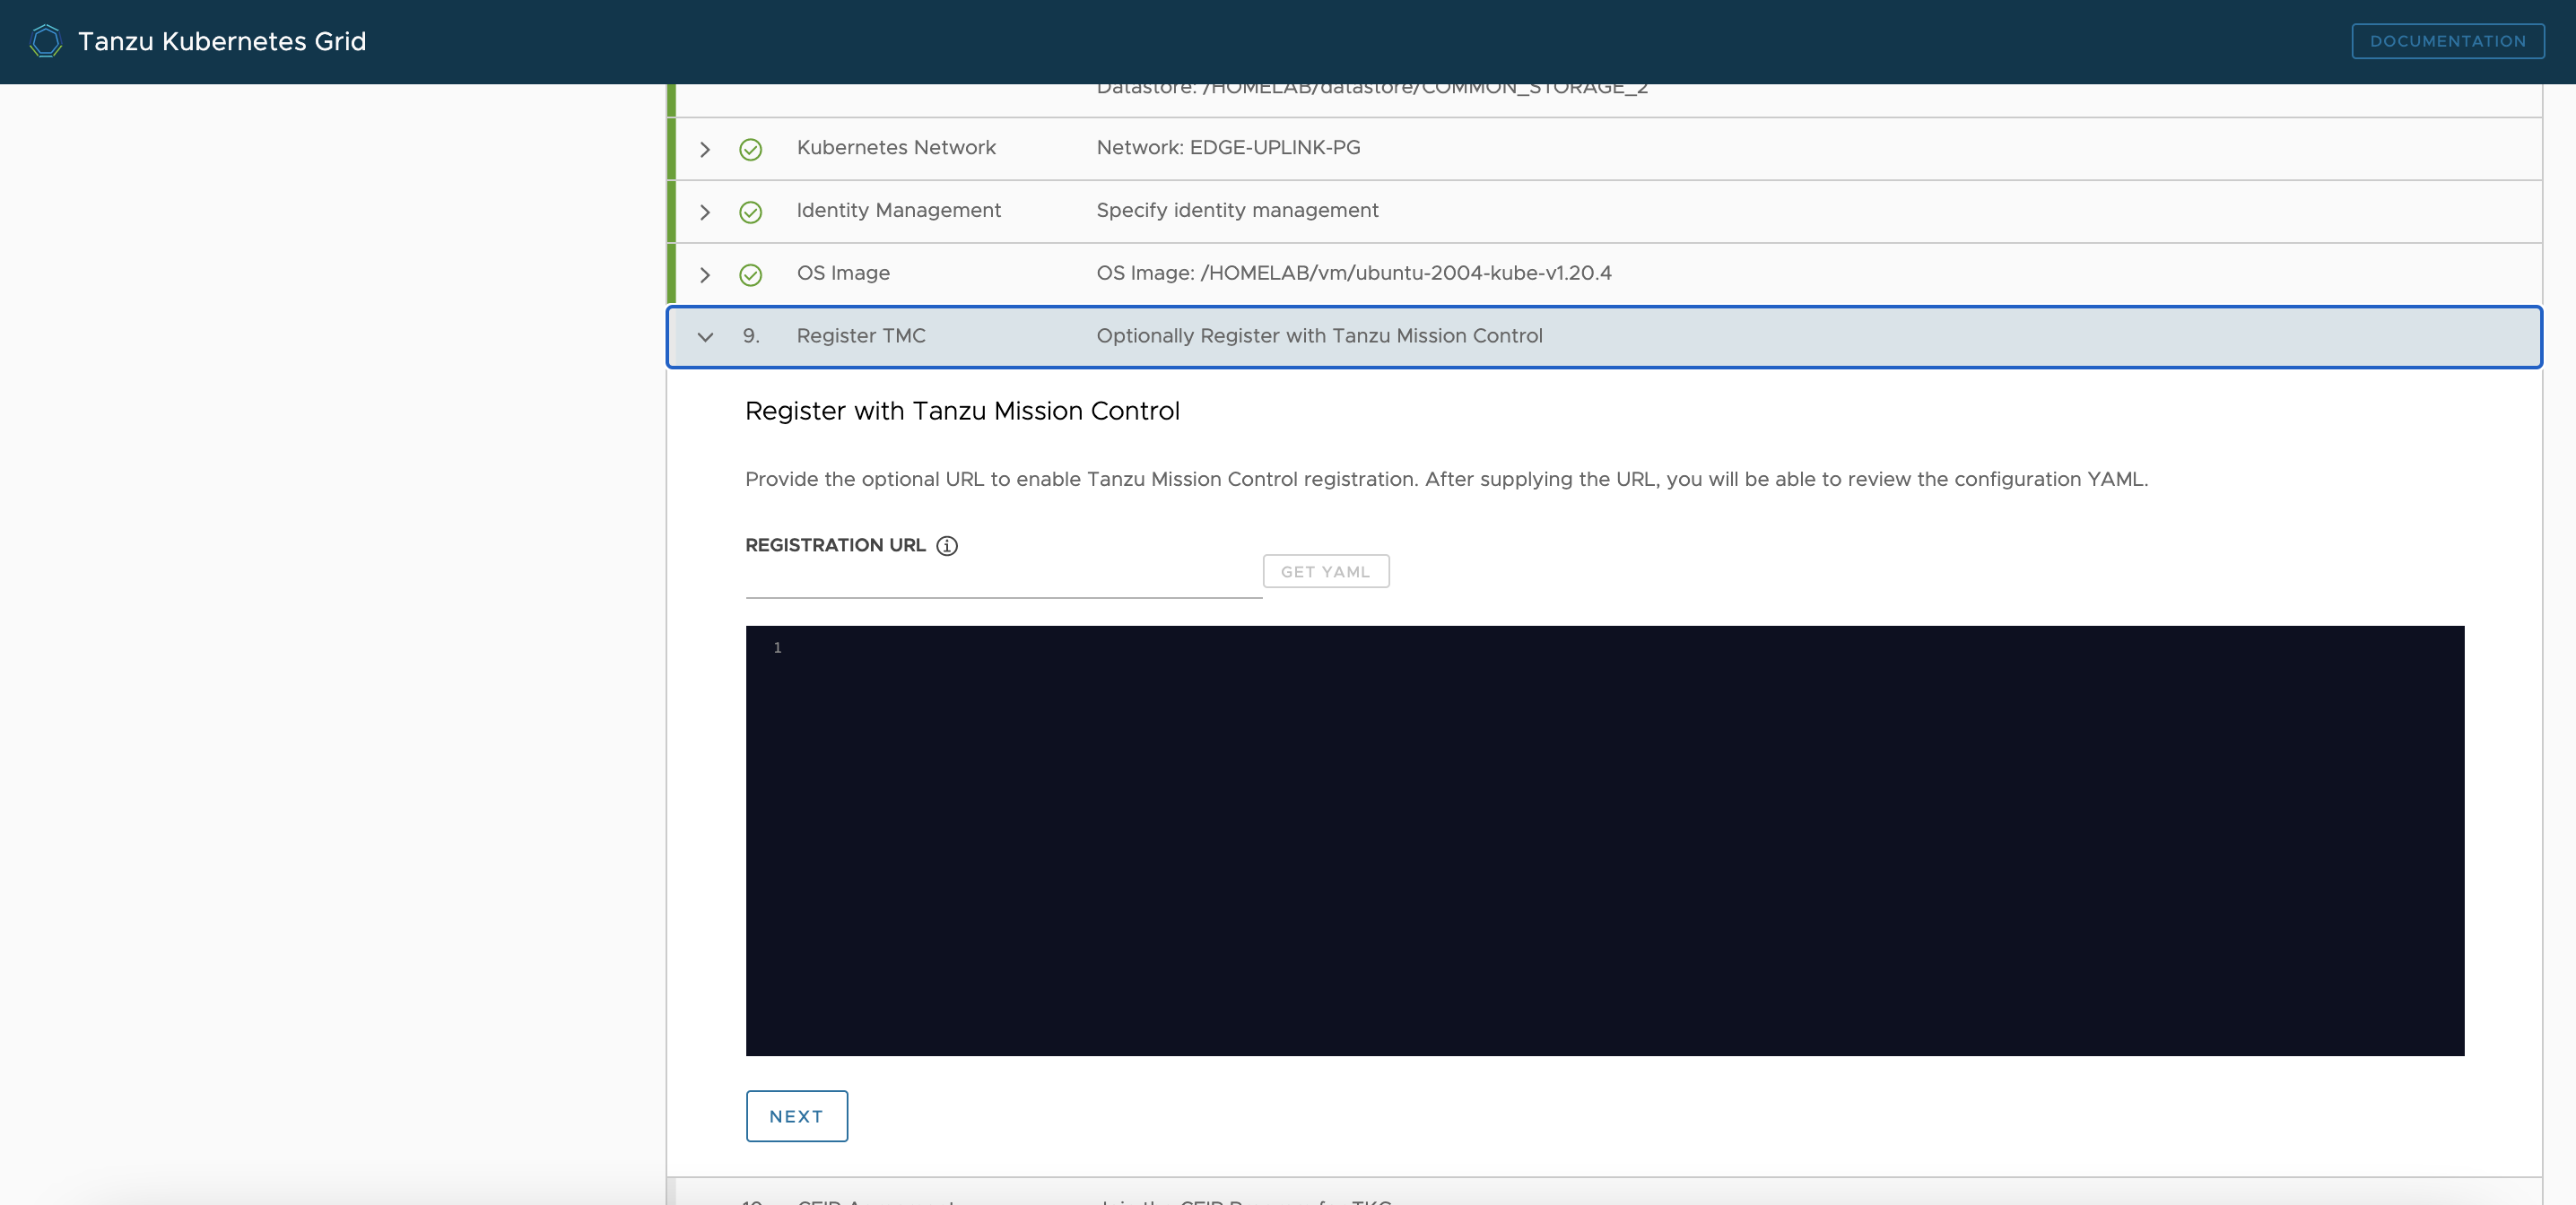 Tanzu Kubernetes Grid
DOCUMENTATION
Datastore: /HOMELAB/datastore/COMMON_STORAGE_2
Kubernetes Network Network: EDGE-UPLINK-PG
Identity Management Specify identity management
OS Image OS Image: /HOMELAB/vm/ubuntu-2004-kube-v1.20.4
9. Register TMC Optionally Register with Tanzu Mission Control
Register with Tanzu Mission Control
Provide the optional URL to enable Tanzu Mission Control registration. After supplying the URL, you will be able to review the configuration YAML.
REGISTRATION URL
GET YAML
1
NEXT